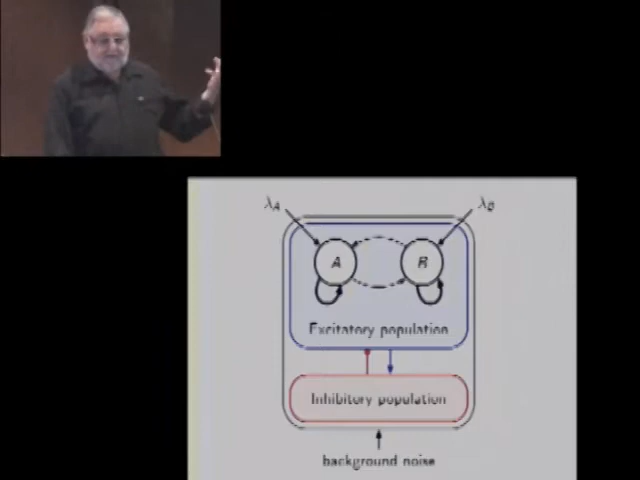 λA λB
A B
Excitatory population
Inhibitory population
background noise